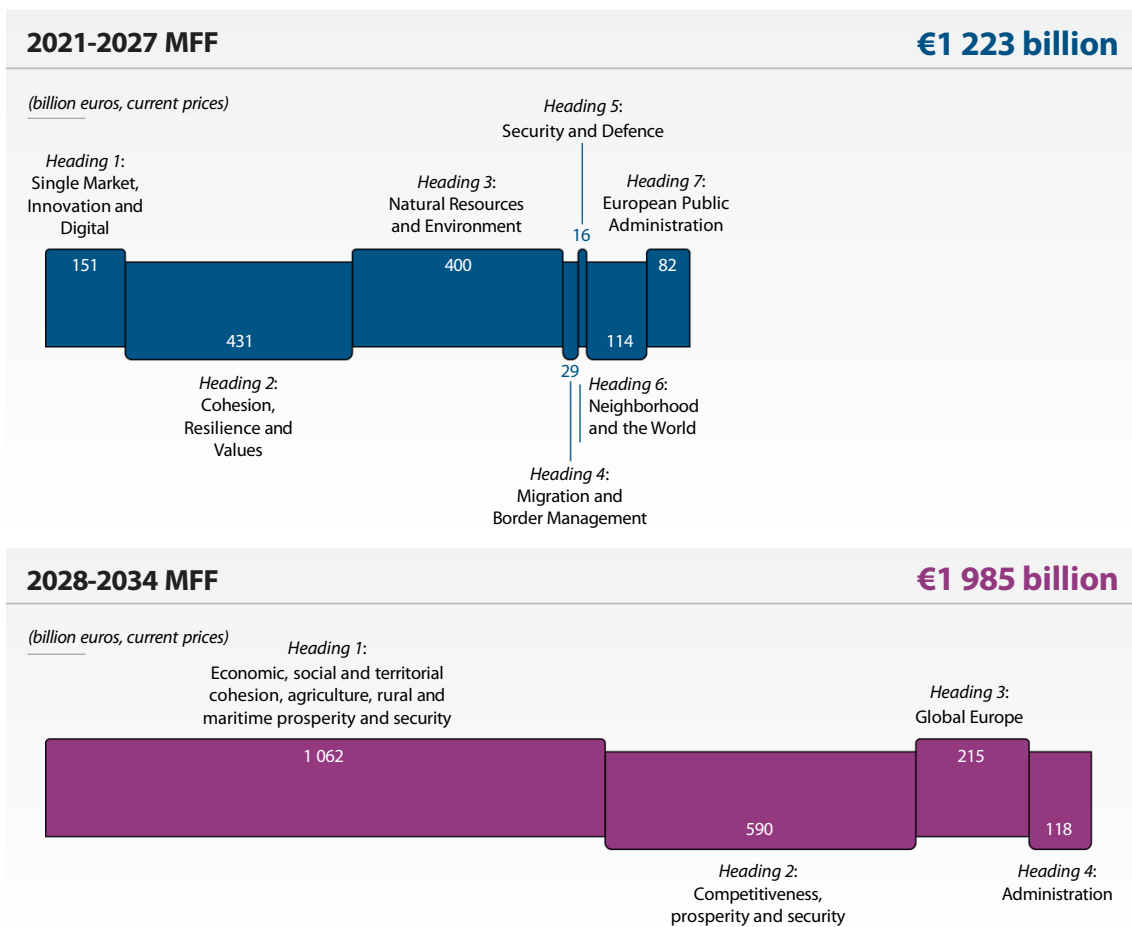 2021-2027 MFF
€1 223 billion
(billion euros, current prices)
Heading 1:
Single Market,
Innovation and
Digital
151
431
Heading 2:
Cohesion,
Resilience and
Values
Heading 3:
Natural Resources
and Environment
400
29
Heading 4:
Migration and
Border Management
Heading 5:
Security and Defence
16
114
Heading 6:
Neighborhood
and the World
Heading 7:
European Public
Administration
82
2028-2034 MFF
€1 985 billion
(billion euros, current prices)
Heading 1:
Economic, social and territorial
cohesion, agriculture, rural and
maritime prosperity and security
1 062
590
Heading 2:
Competitiveness,
prosperity and security
Heading 3:
Global Europe
215
118
Heading 4:
Administration